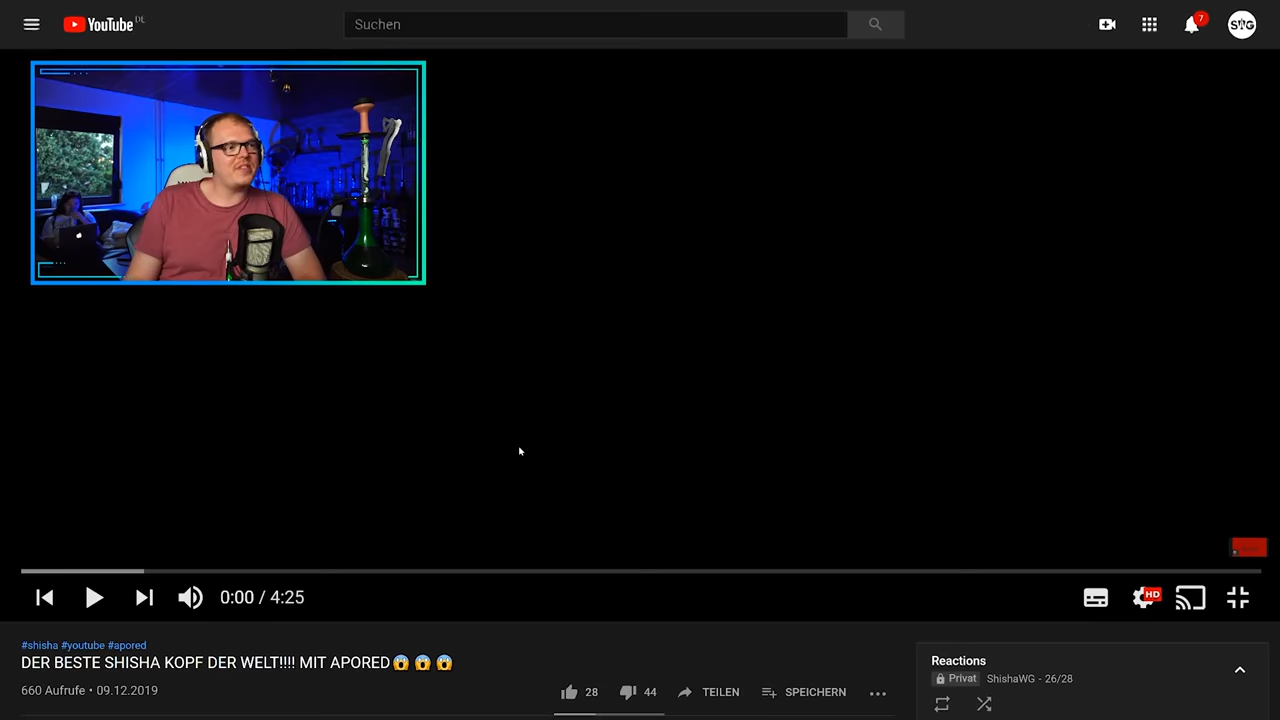 YouTube DE
Suchen
7
SWG
0:00 / 4:25
HD
#shisha #youtube #apored
DER BESTE SHISHA KOPF DER WELT!!!! MIT APORED😱😱😱
660 Aufrufe • 09.12.2019
28
44
TEILEN
SPEICHERN
Reactions
Privat
ShishaWG - 26/28